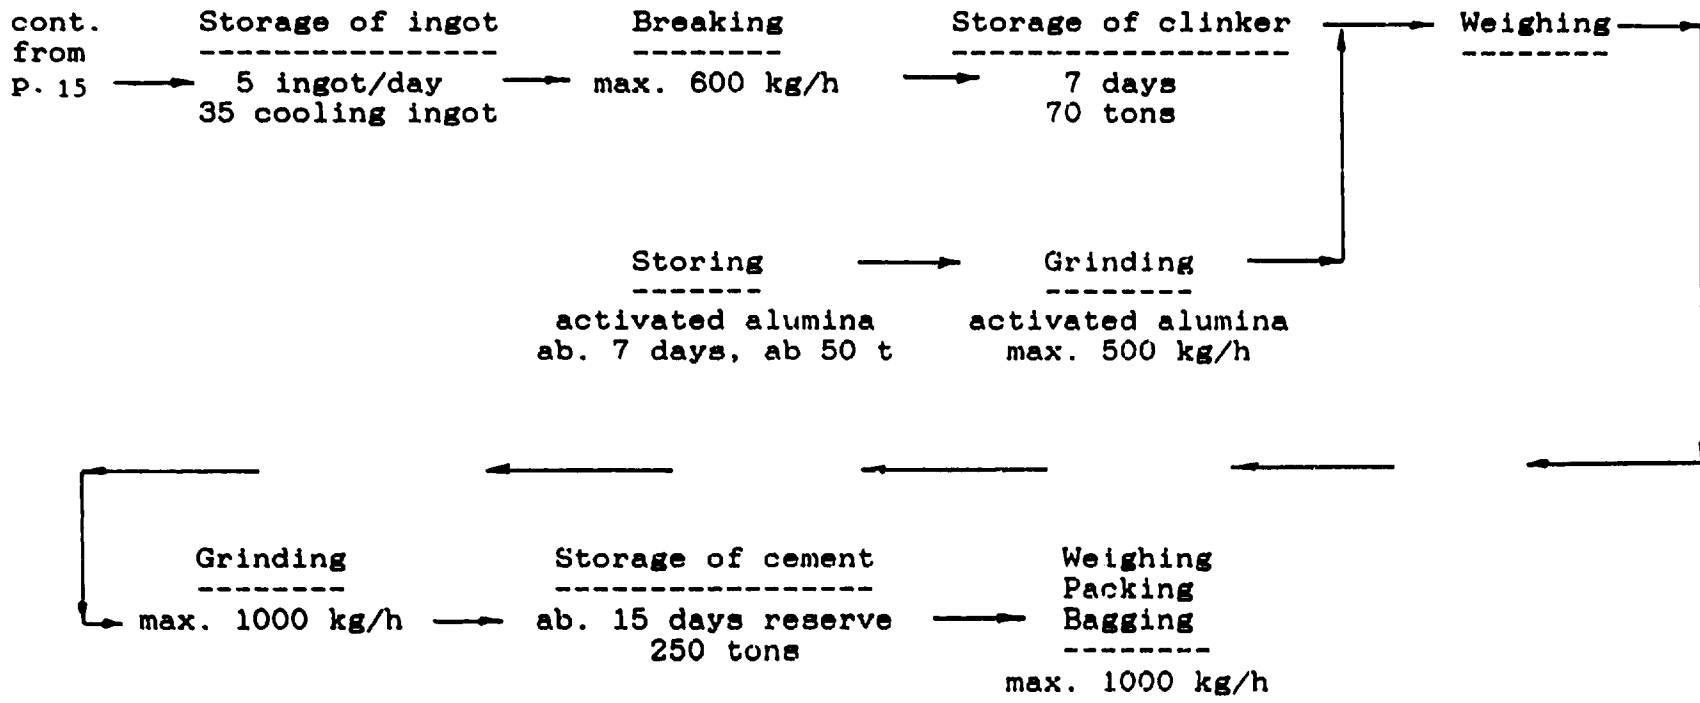 cont.
from
p. 15
Storage of ingot
----------------
5 ingot/day
35 cooling ingot
Breaking
--------
max. 600 kg/h
Storage of clinker
------------------
7 days
70 tons
Weighing
--------
Storing
-------
activated alumina
ab. 7 days, ab 50 t
Grinding
--------
activated alumina
max. 500 kg/h
Grinding
--------
max. 1000 kg/h
Storage of cement
-----------------
ab. 15 days reserve
250 tons
Weighing
Packing
Bagging
--------
max. 1000 kg/h